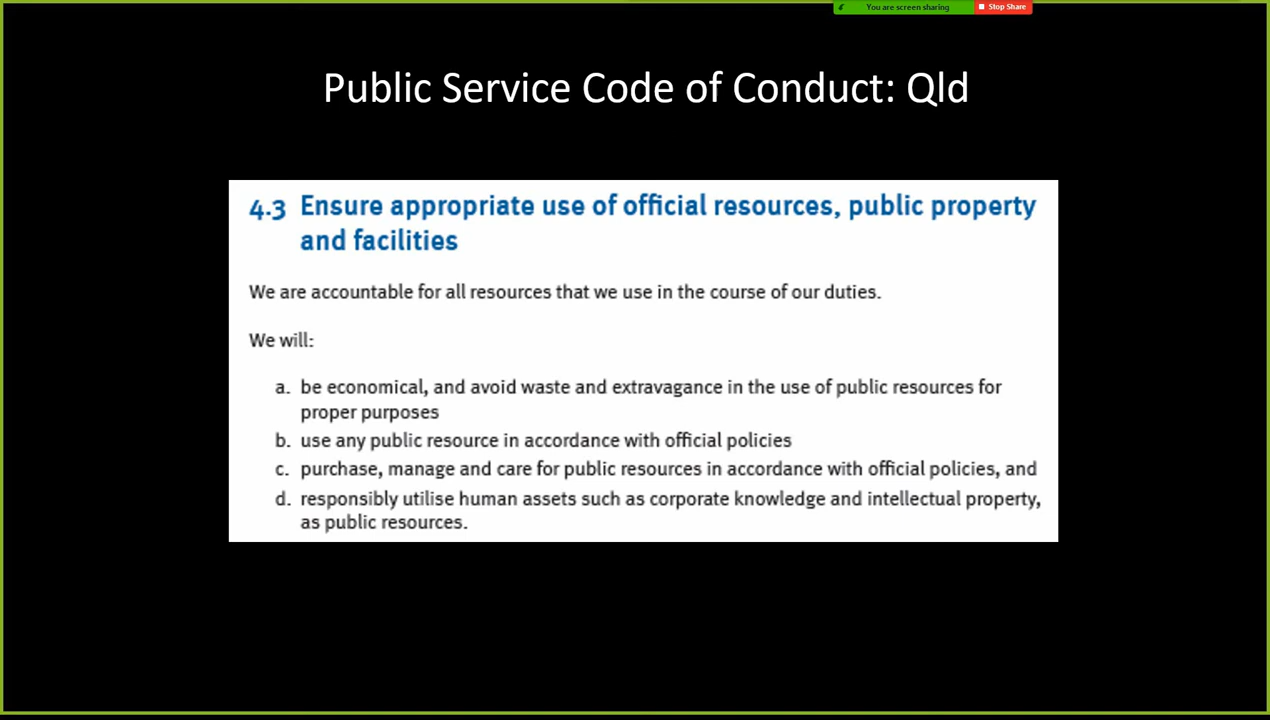 You are screen sharing
Stop Share
Public Service Code of Conduct: Qld
4.3 Ensure appropriate use of official resources, public property
and facilities
We are accountable for all resources that we use in the course of our duties.
We will:
a. be economical, and avoid waste and extravagance in the use of public resources for
proper purposes
b. use any public resource in accordance with official policies
c. purchase, manage and care for public resources in accordance with official policies, and
d. responsibly utilise human assets such as corporate knowledge and intellectual property,
as public resources.